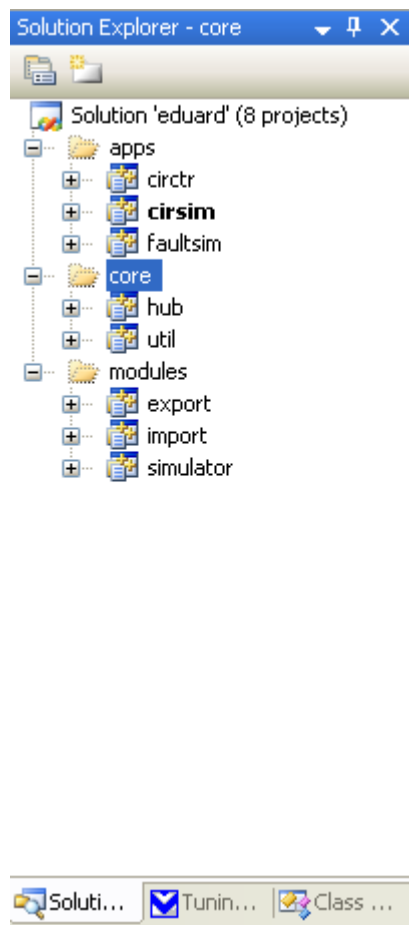 Solution Explorer - core
Solution 'eduard' (8 projects)
apps
circtr
cirsim
faultsim
core
hub
util
modules
export
import
simulator
Soluti... Tunin... Class ...